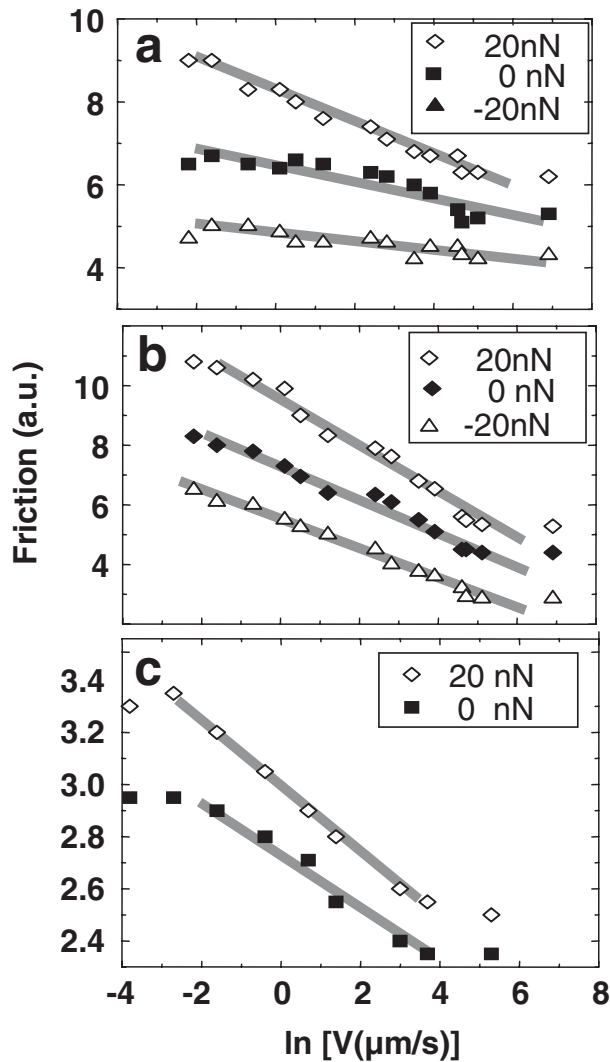 10
8
6
4
a
20nN
0 nN
-20nN
10
8
6
4
b
20nN
0 nN
-20nN
Friction (a.u.)
3.4
3.2
3.0
2.8
2.6
2.4
c
20 nN
0 nN
-4 -2 0 2 4 6 8
ln [V(μm/s)]